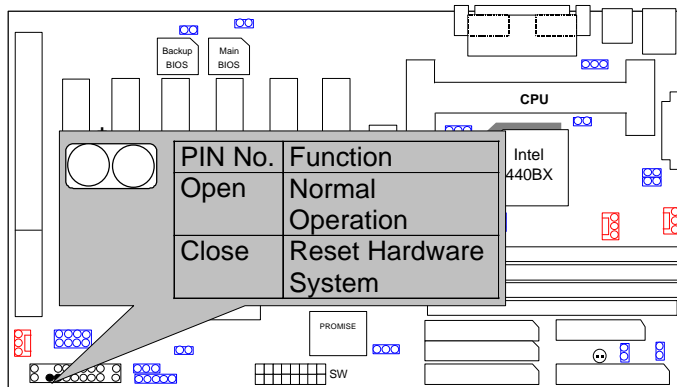 Backup
BIOS
Main
BIOS
CPU
Intel
440BX
PIN No. Function
Open Normal
Operation
Close Reset Hardware
System
PROMISE
SW